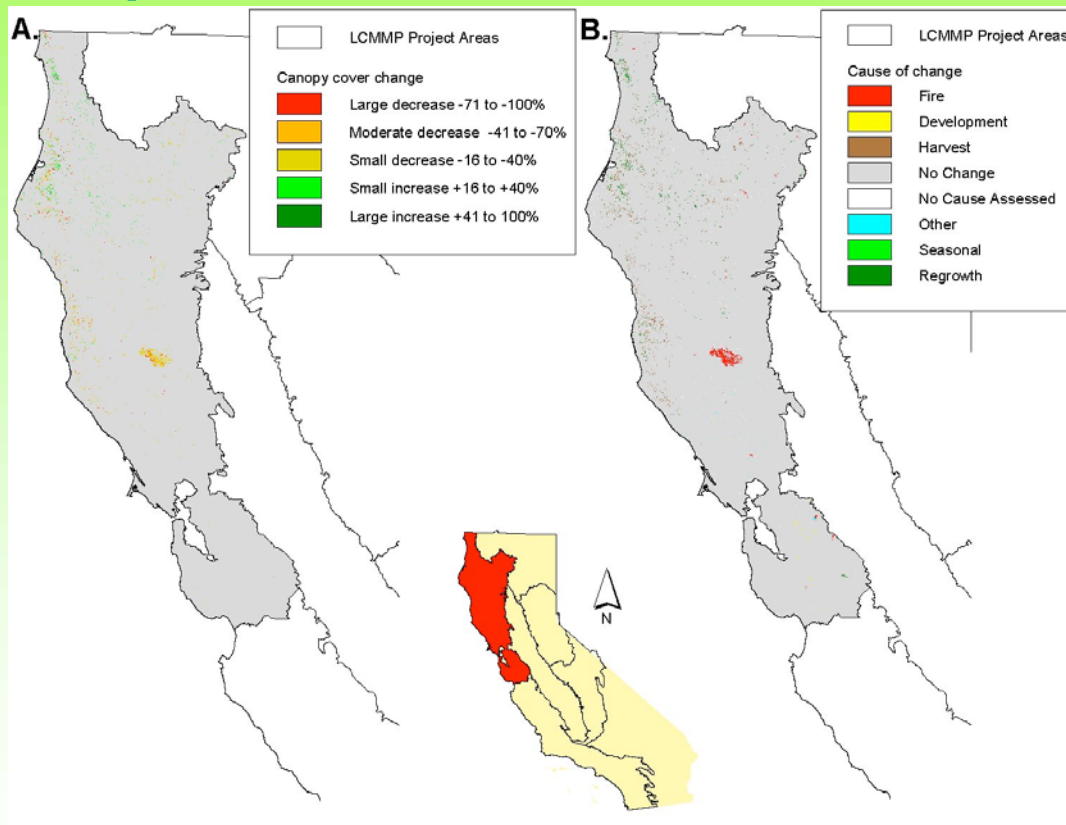 A.
LCMMP Project Areas
Canopy cover change
Large decrease -71 to -100%
Moderate decrease -41 to -70%
Small decrease -16 to -40%
Small increase +16 to +40%
Large increase +41 to 100%
B.
LCMMP Project Areas
Cause of change
Fire
Development
Harvest
No Change
No Cause Assessed
Other
Seasonal
Regrowth
N